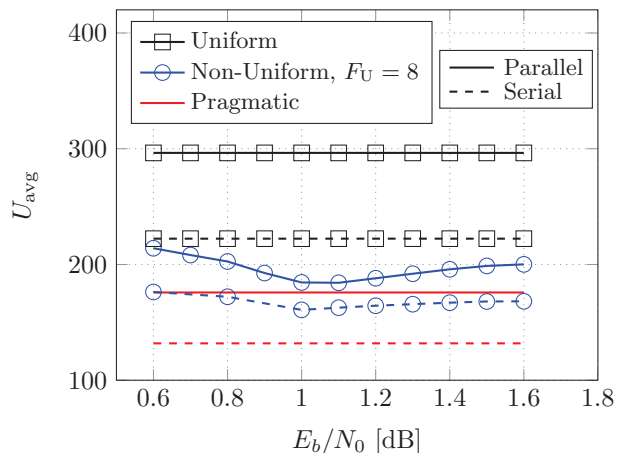 400
300
200
100
U_avg
Uniform
Non-Uniform, F_U = 8
Pragmatic
Parallel
Serial
0.6 0.8 1 1.2 1.4 1.6 1.8
E_b/N_0 [dB]